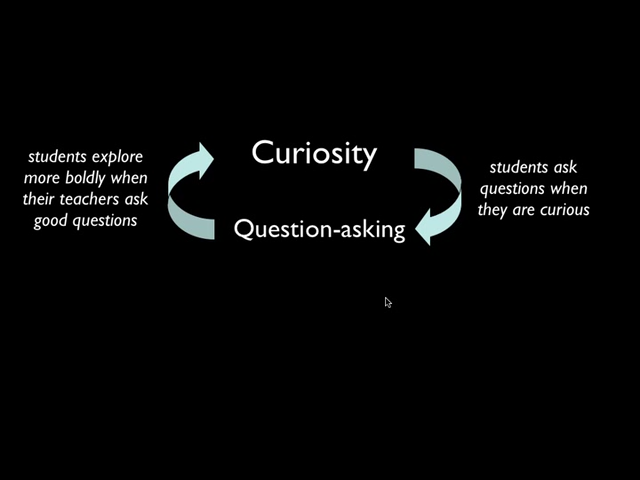 Curiosity
Question-asking
students explore
more boldly when
their teachers ask
good questions
students ask
questions when
they are curious